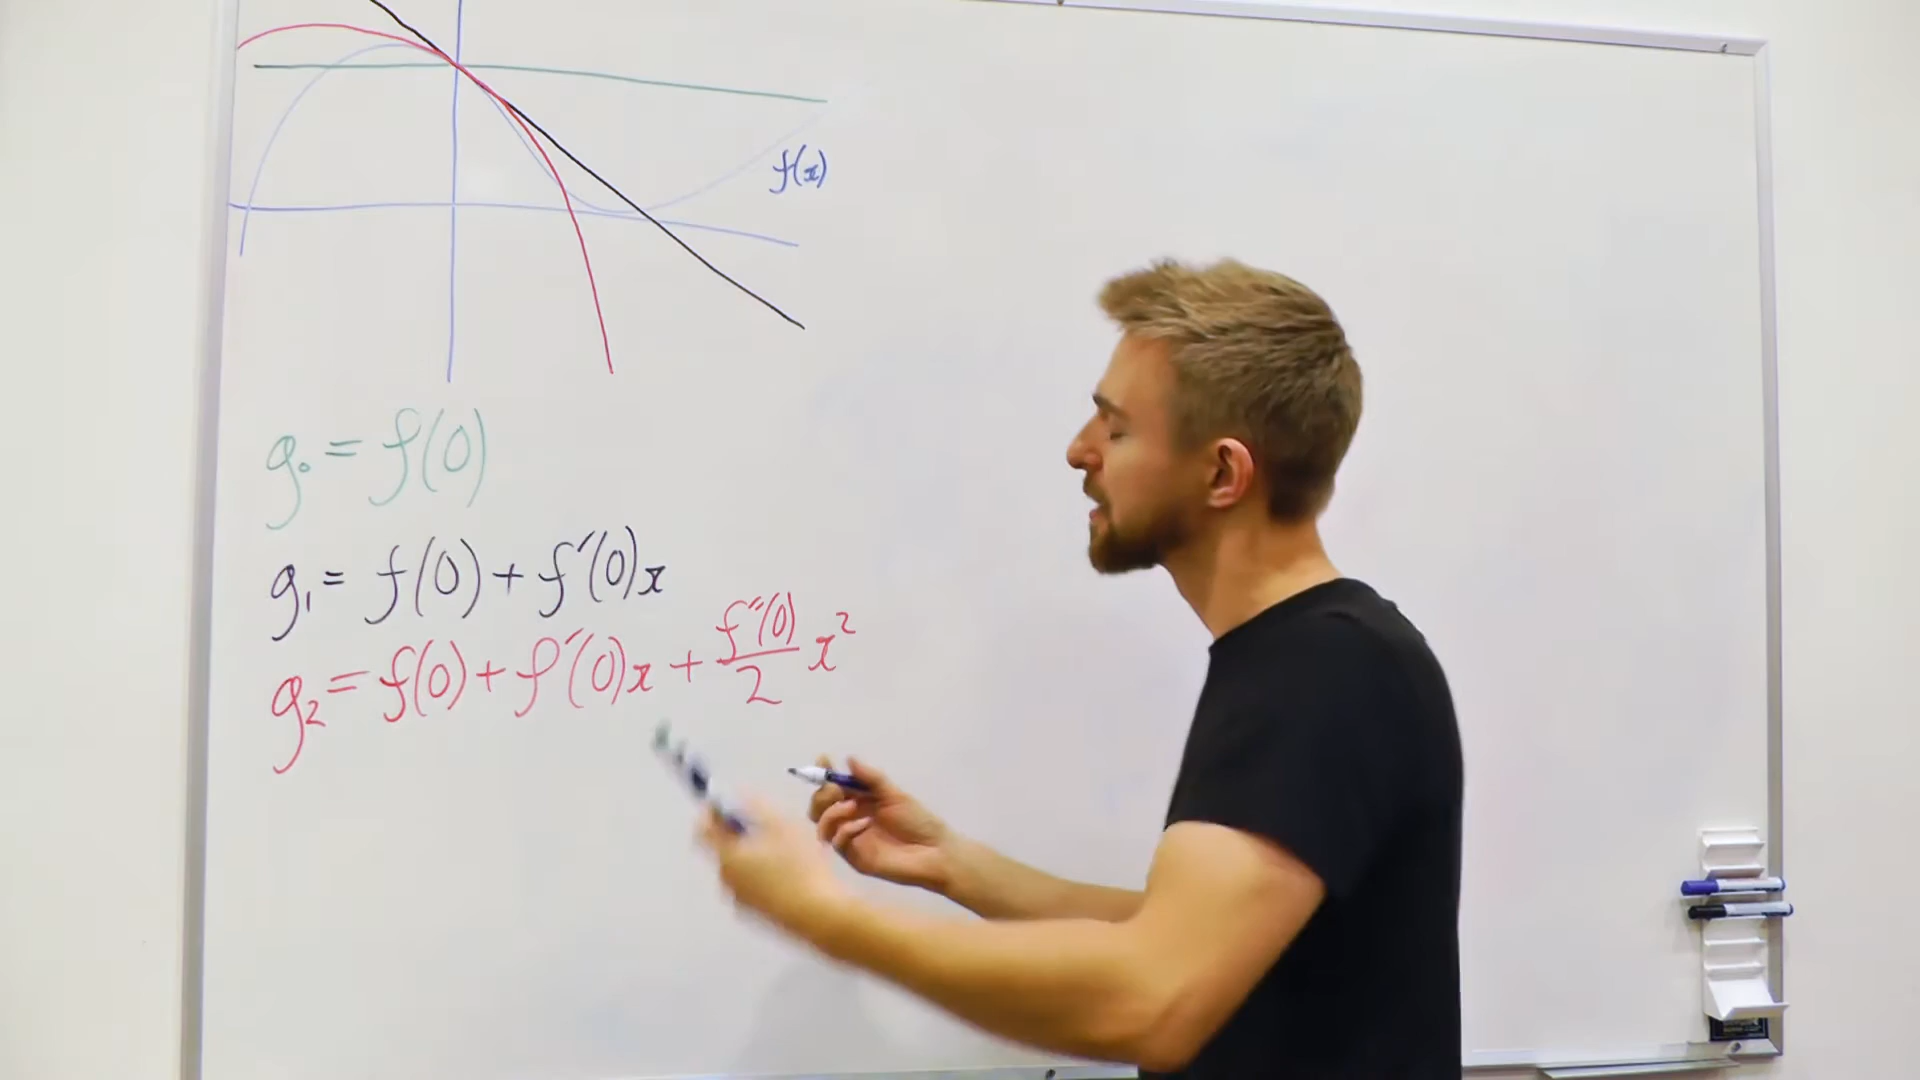 f(x)
g₀ = f(0)
g₁ = f(0) + f′(0)x
g₂ = f(0) + f′(0)x + f″(0)/2 x²